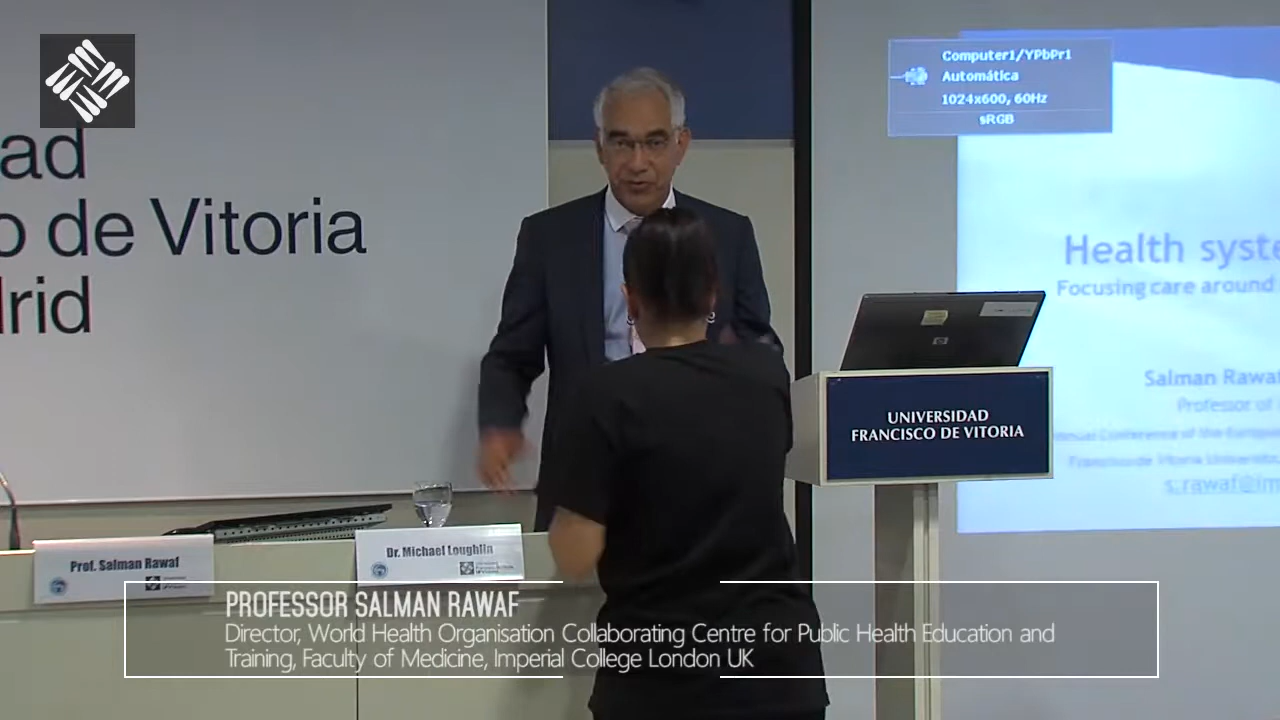 ad
o de Vitoria
drid
Computer1/YPbPr1
Automática
1024x600, 60Hz
sRGB
Health syst
Focusing care around
Salman Rawaf
Professor of
s.rawaf@im
UNIVERSIDAD
FRANCISCO DE VITORIA
Prof. Salman Rawaf
Dr. Michael Loughlin
PROFESSOR SALMAN RAWAF
Director, World Health Organisation Collaborating Centre for Public Health Education and
Training, Faculty of Medicine, Imperial College London UK